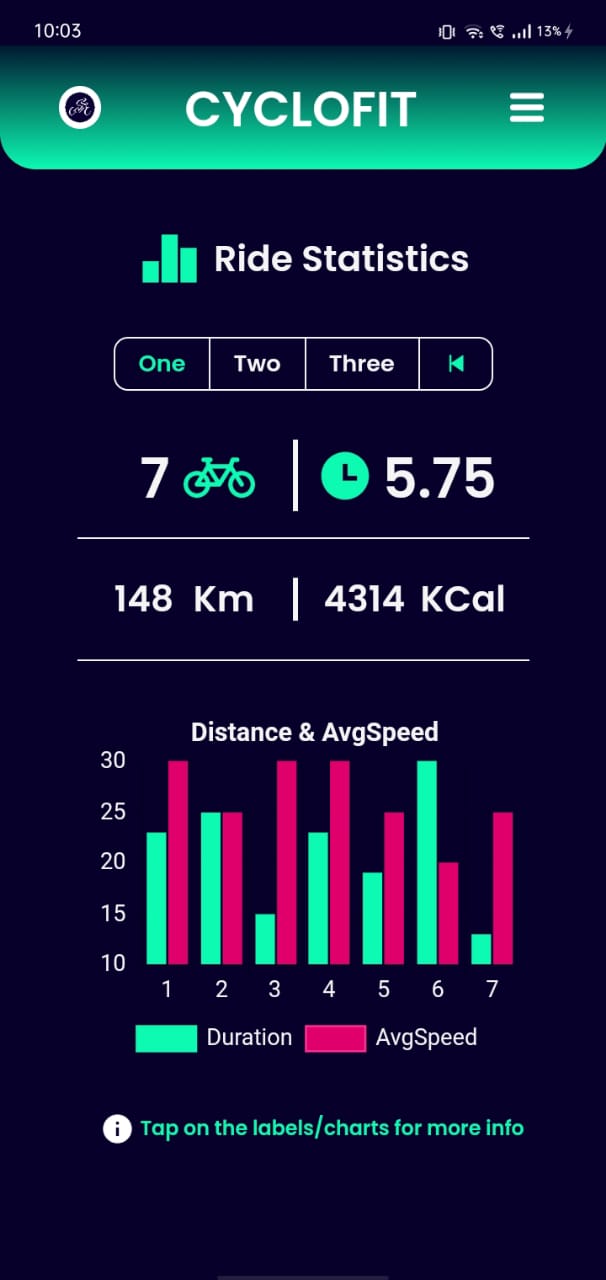 10:03 13%
CYCLOFIT
Ride Statistics
One Two Three
7 5.75
148 Km 4314 KCal
Distance & AvgSpeed
30
25
20
15
10
1 2 3 4 5 6 7
Duration AvgSpeed
i Tap on the labels/charts for more info